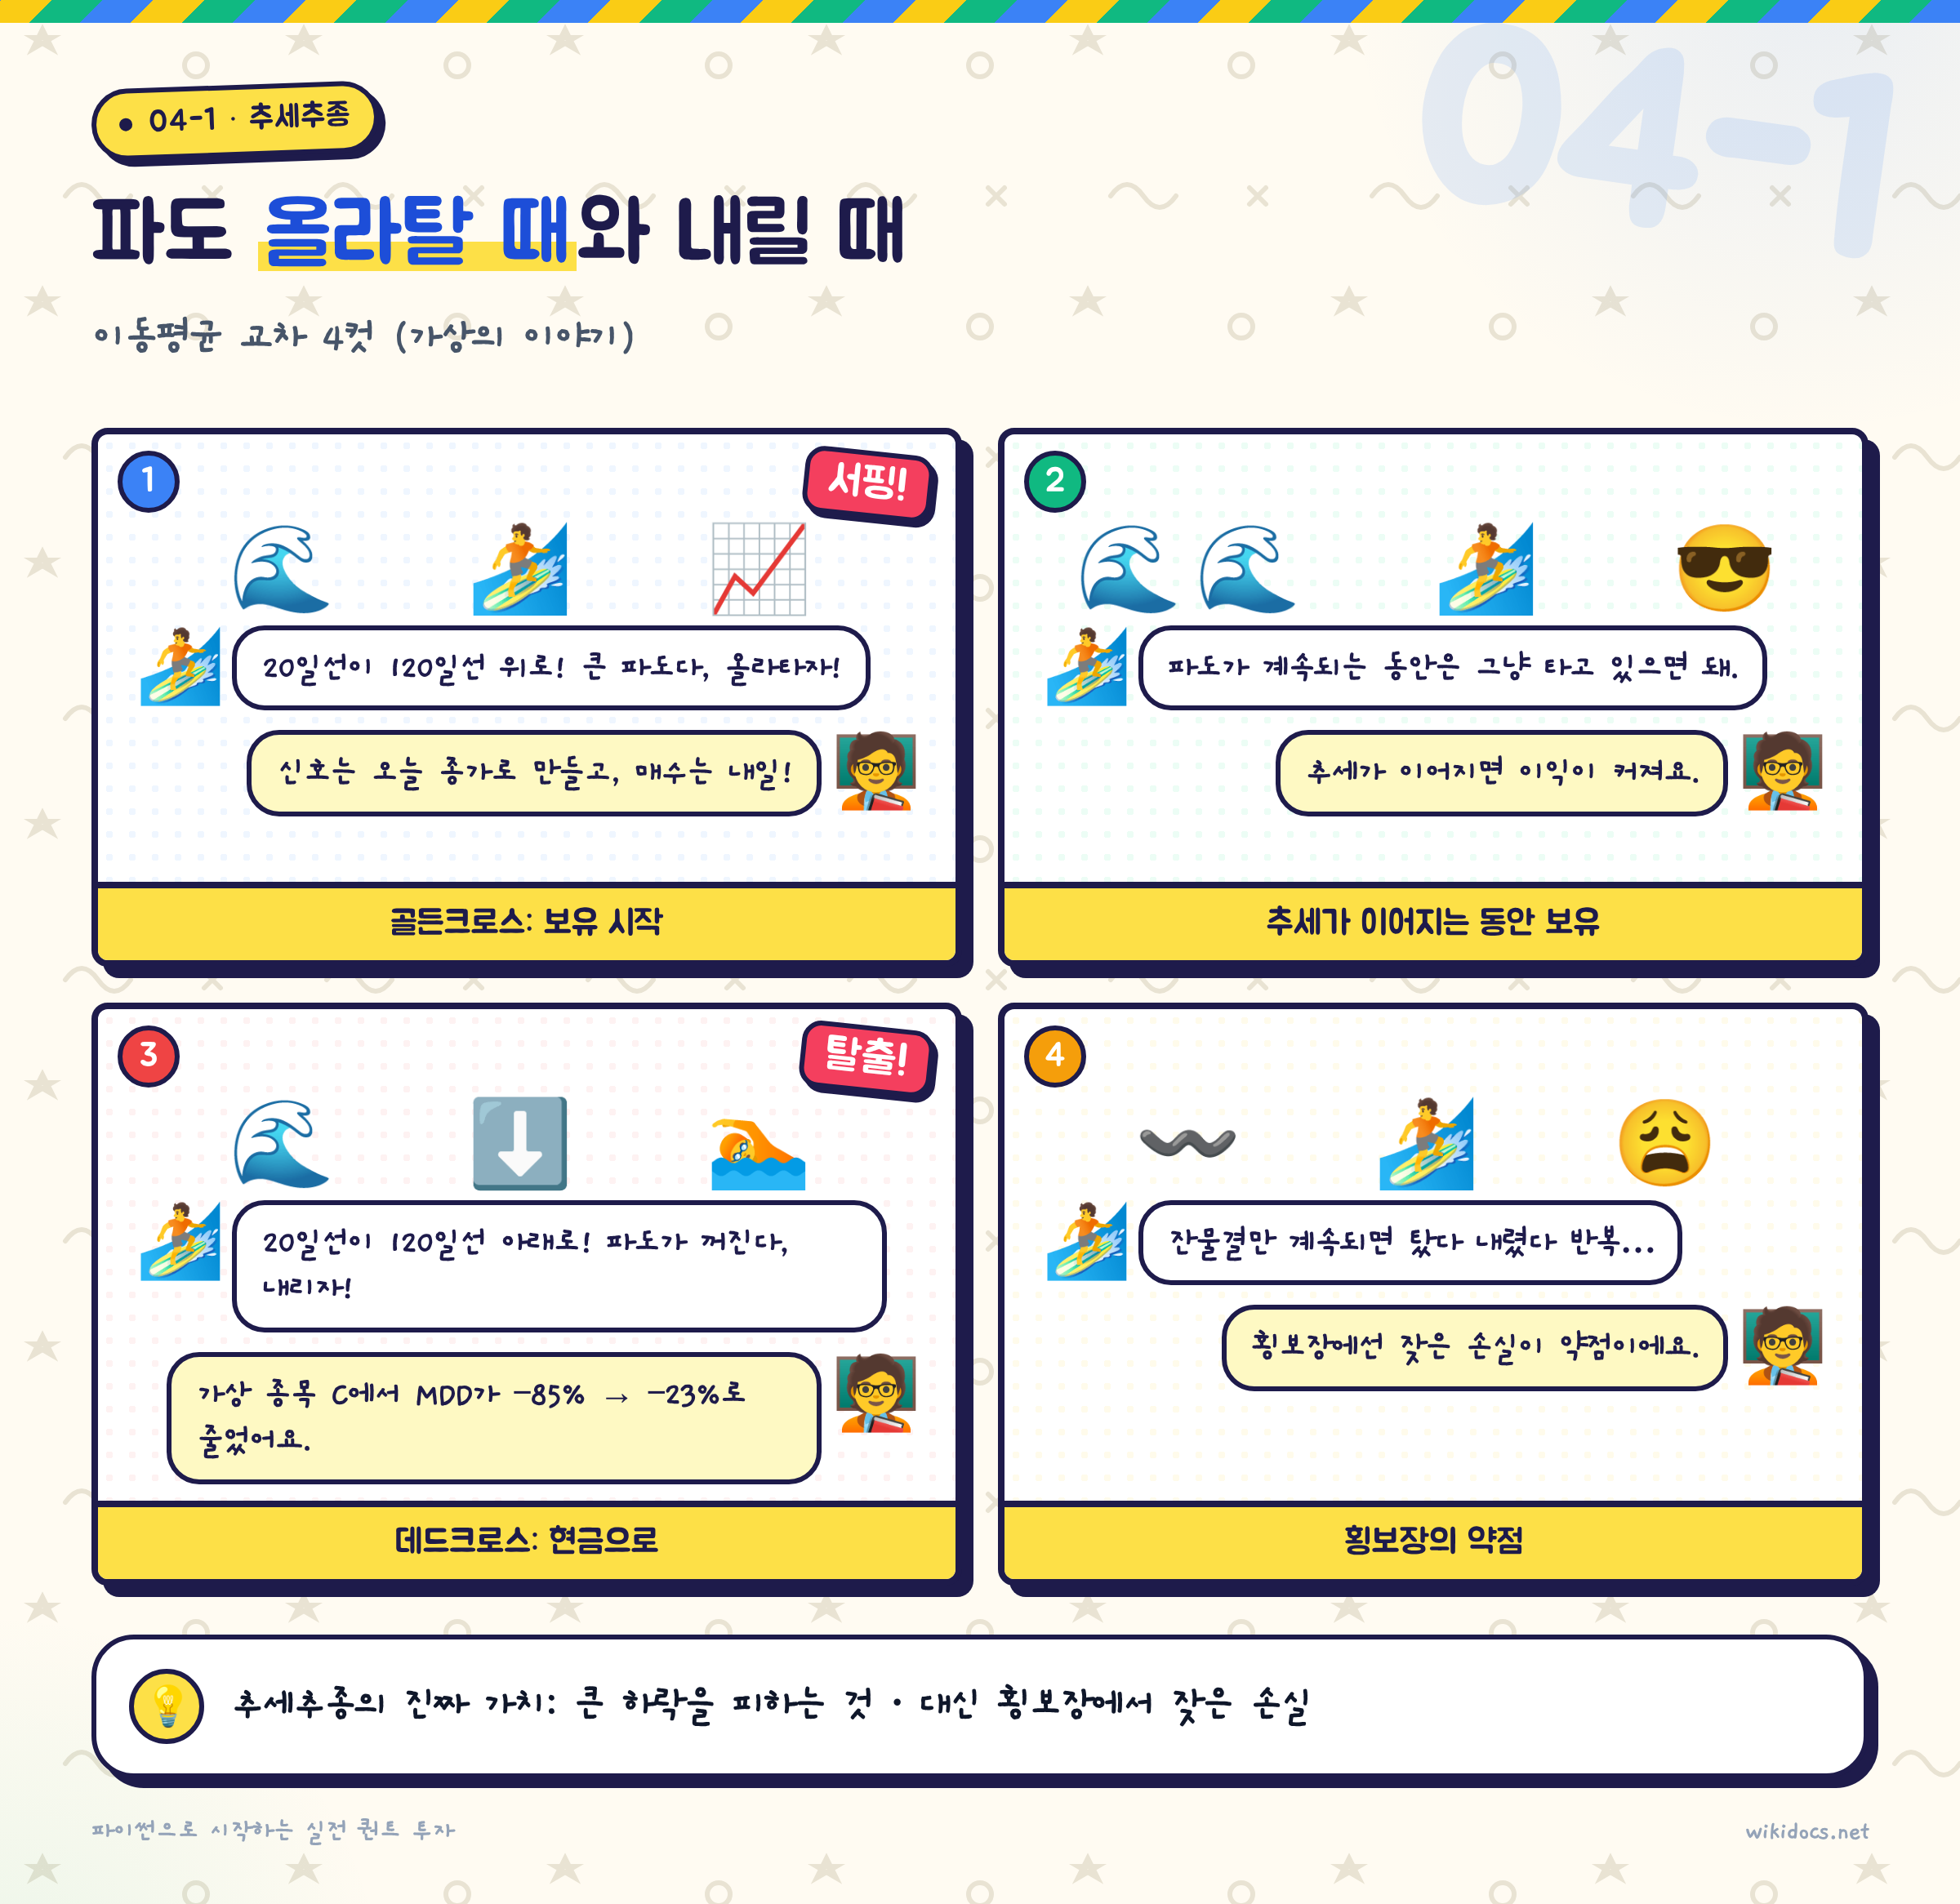 04-1
• 04-1 · 추세추종
파도 올라탈 때와 내릴 때
이동평균 교차 4컷 (가상의 이야기)
1
서핑!
20일선이 120일선 위로! 큰 파도다, 올라타자!
신호는 오늘 종가로 만들고, 매수는 내일!
골든크로스: 보유 시작
2
파도가 계속되는 동안은 그냥 타고 있으면 돼.
추세가 이어지면 이익이 커져요.
추세가 이어지는 동안 보유
3
탈출!
20일선이 120일선 아래로! 파도가 꺼진다,
내리자!
가상 종목 C에서 MDD가 −85% → −23%로
줄었어요.
데드크로스: 현금으로
4
잔물결만 계속되면 탔다 내렸다 반복...
횡보장에선 잦은 손실이 약점이에요.
횡보장의 약점
추세추종의 진짜 가치: 큰 하락을 피하는 것 · 대신 횡보장에서 잦은 손실
파이썬으로 시작하는 실전 퀀트 투자
wikidocs.net